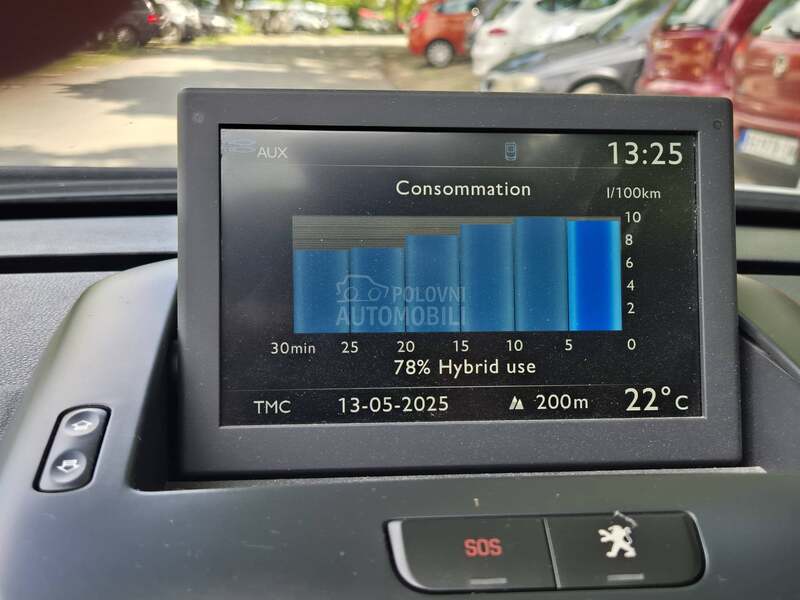 AUX
13:25
Consommation
l/100km
10
8
6
4
2
0
POLOVNI
AUTOMOBILI
30min 25 20 15 10 5
78% Hybrid use
TMC 13-05-2025 200m 22°C
SOS